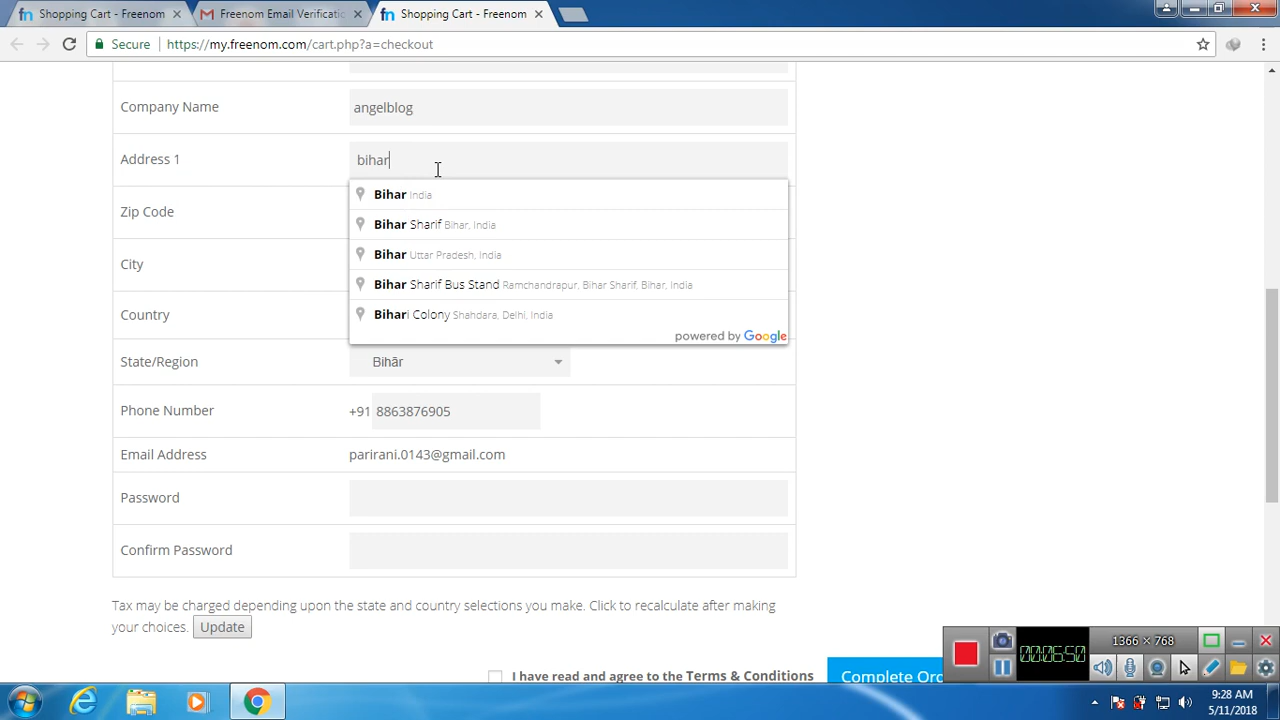 Shopping Cart - Freenom
Freenom Email Verificati
Shopping Cart - Freenom
Secure https://my.freenom.com/cart.php?a=checkout
Company Name angelblog
Address 1 bihar
Bihar India
Zip Code
Bihar Sharif Bihar, India
Bihar Uttar Pradesh, India
City
Bihar Sharif Bus Stand Ramchandrapur, Bihar Sharif, Bihar, India
Country
Bihari Colony Shahdara, Delhi, India
powered by Google
State/Region Bihār
Phone Number +91 8863876905
Email Address parirani.0143@gmail.com
Password
Confirm Password
Tax may be charged depending upon the state and country selections you make. Click to recalculate after making
your choices. Update
I have read and agree to the Terms & Conditions
Complete Ord
00:06:50
1366 × 768
9:28 AM
5/11/2018